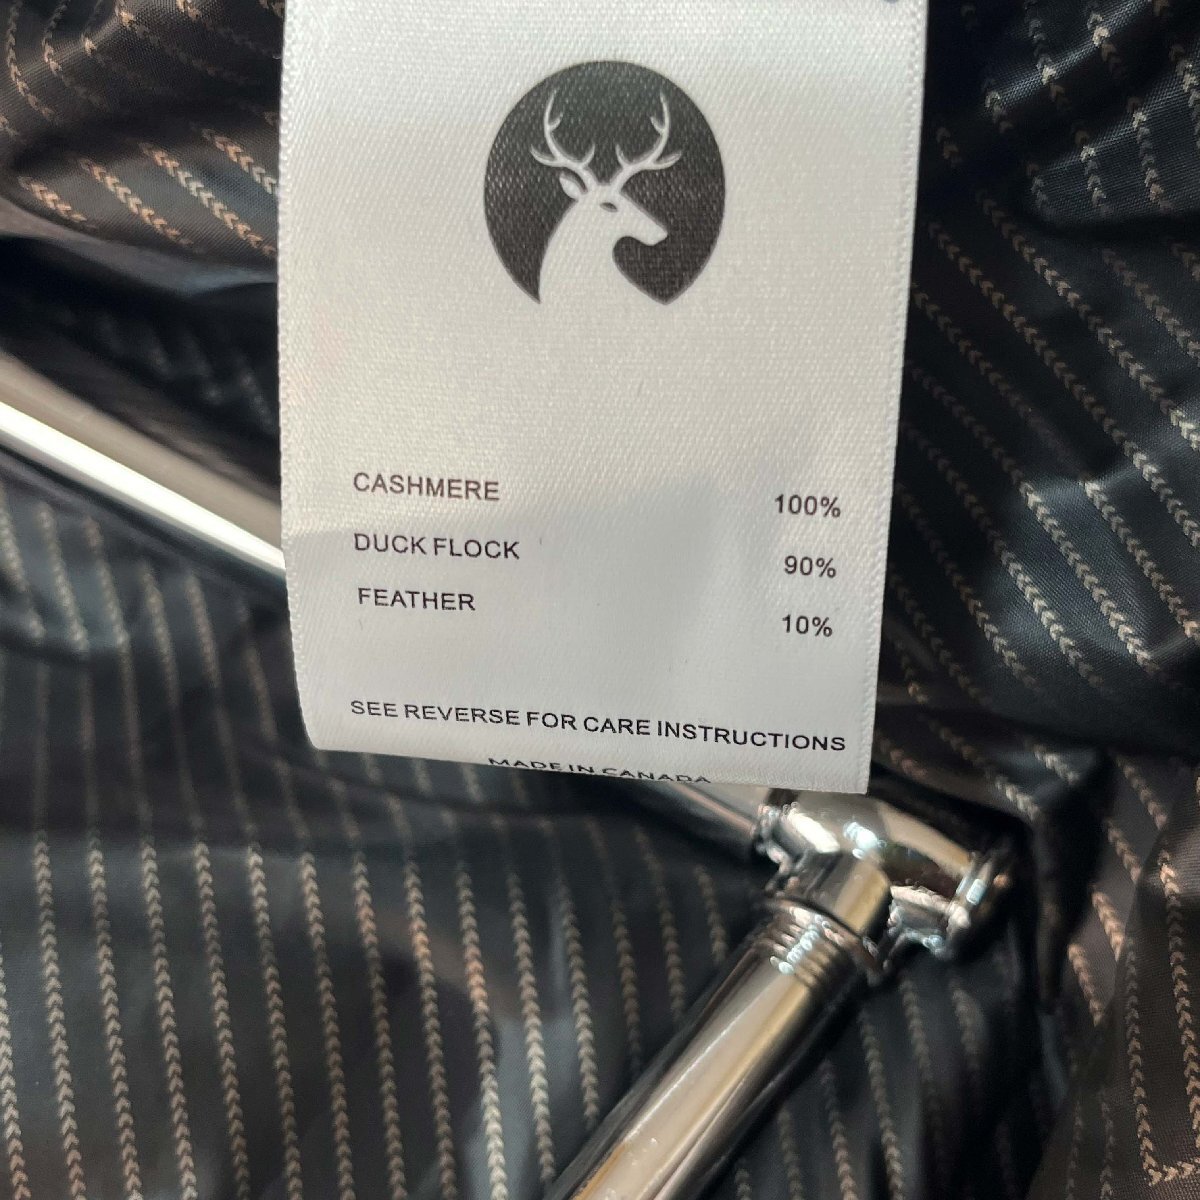 CASHMERE 100%
DUCK FLOCK 90%
FEATHER 10%
SEE REVERSE FOR CARE INSTRUCTIONS
MADE IN CANADA